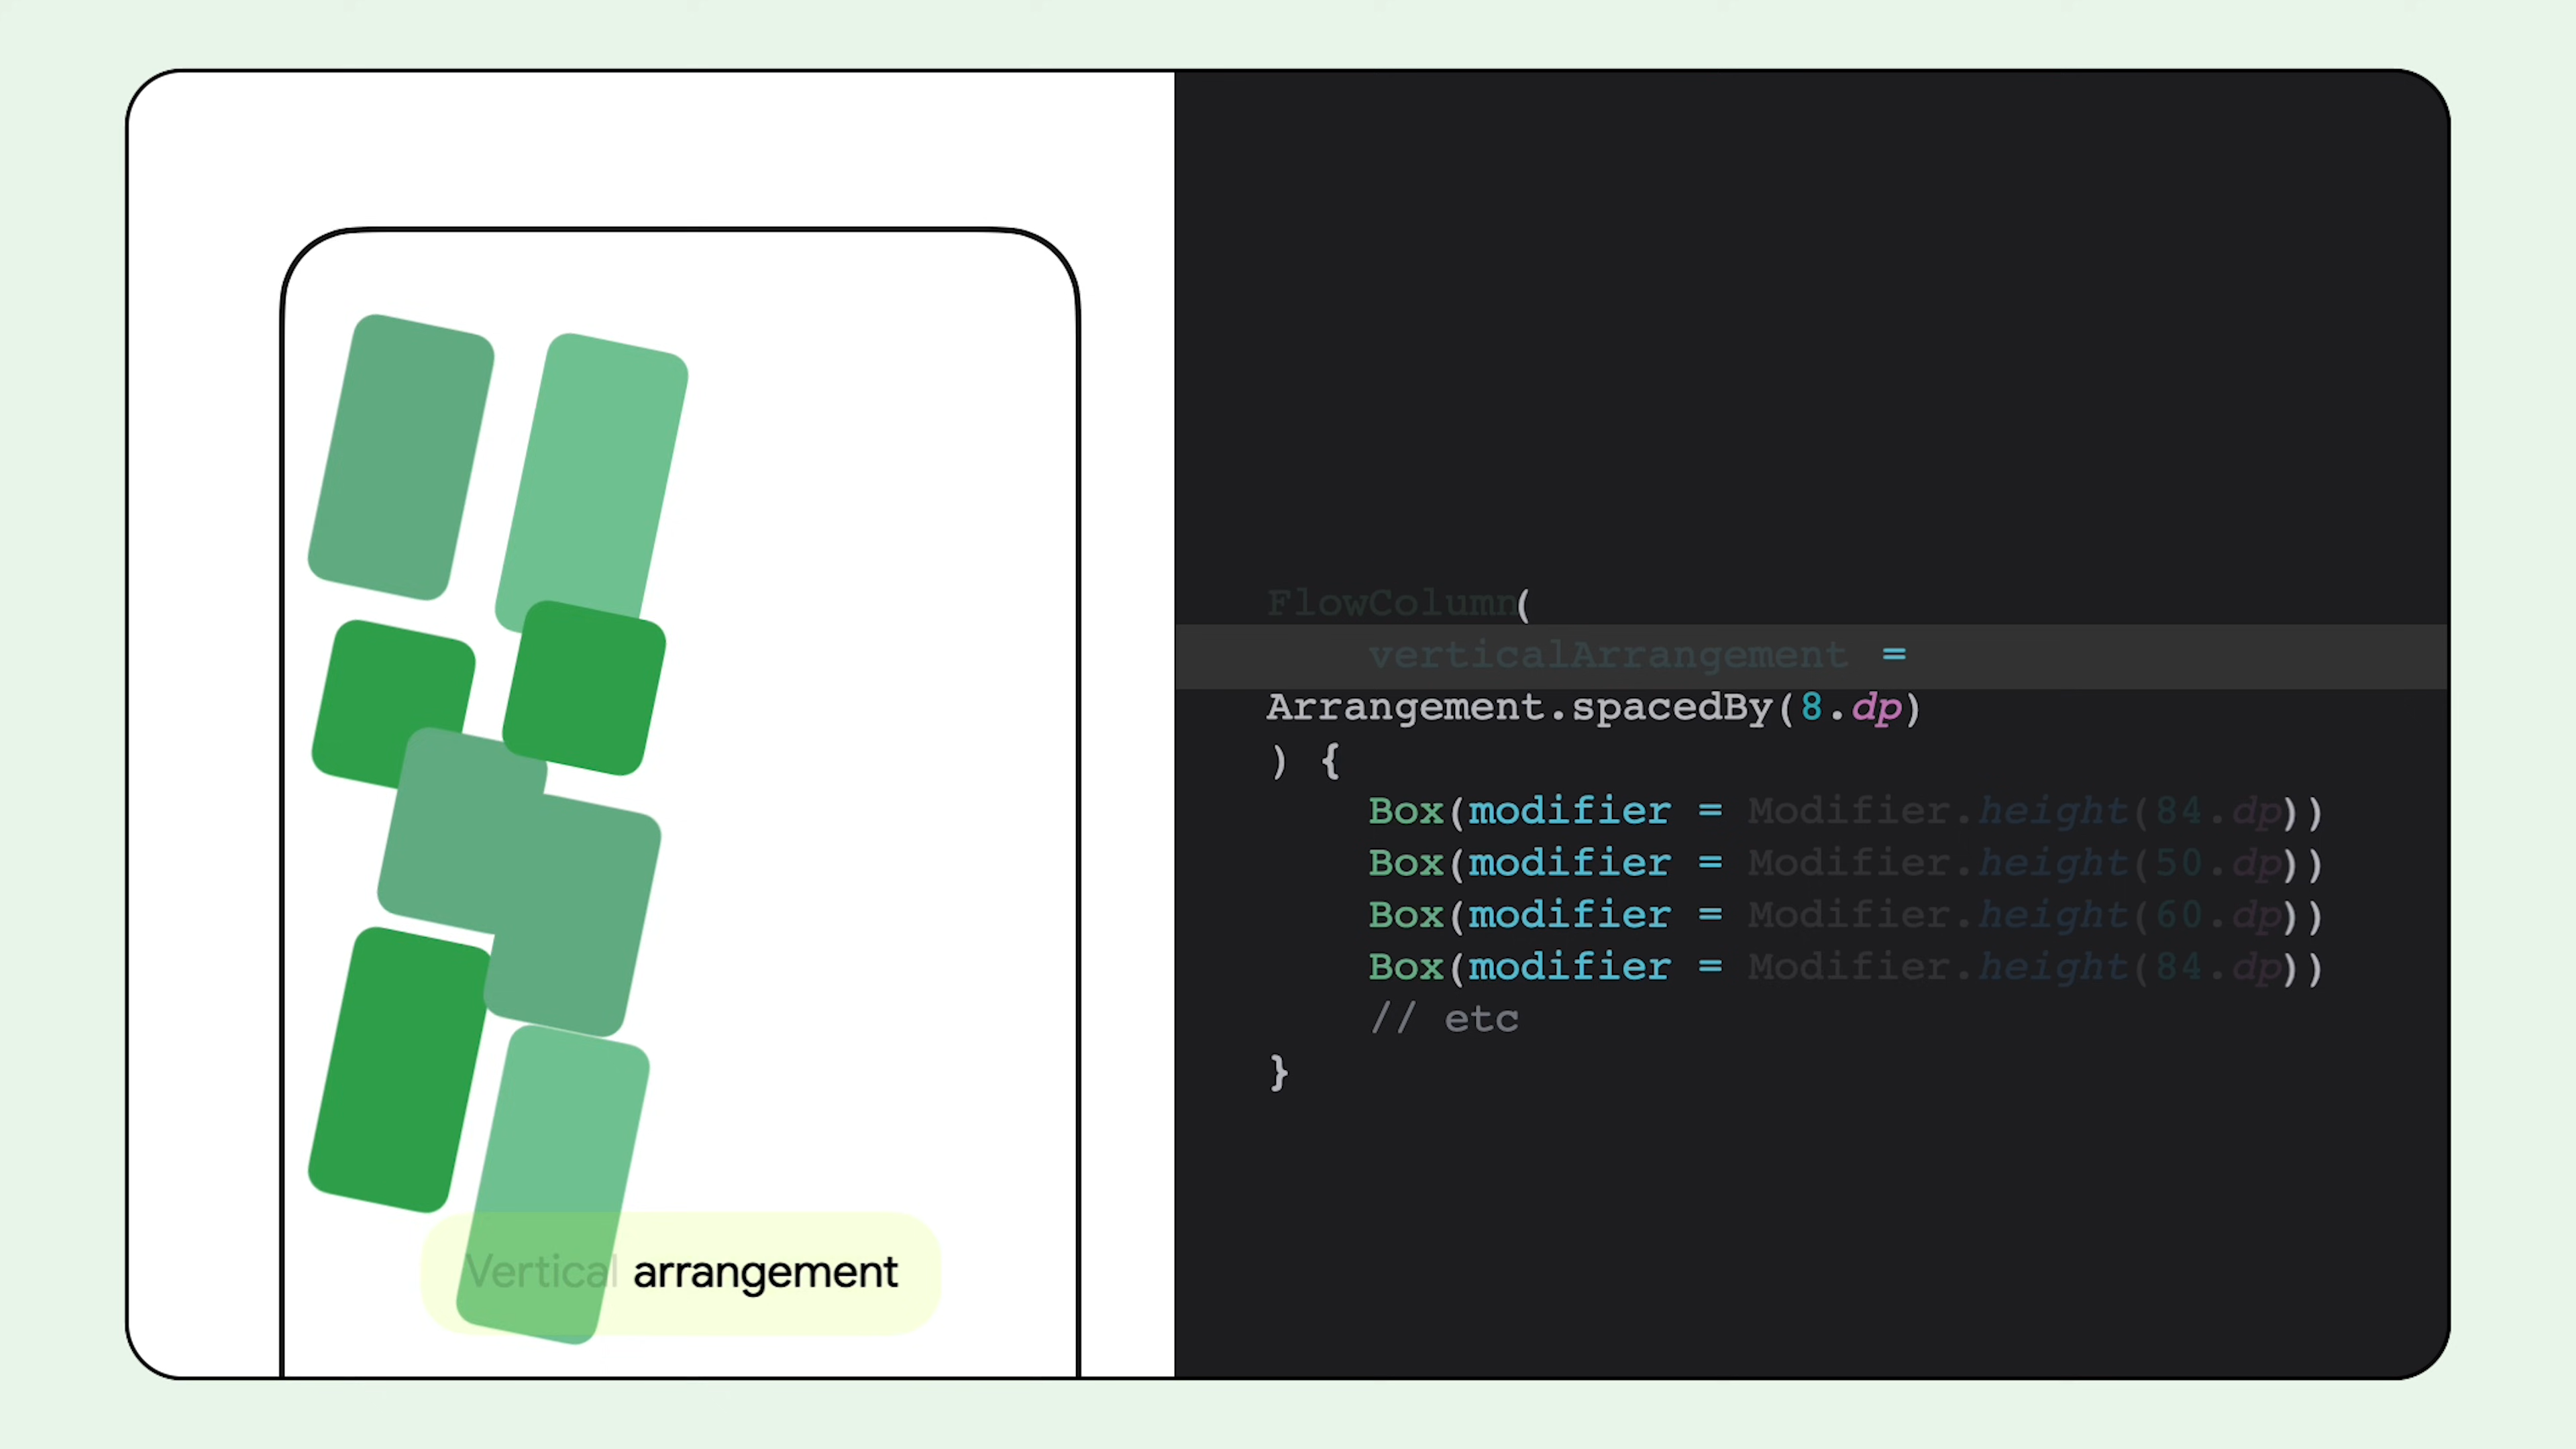 Vertical arrangement
FlowColumn(
verticalArrangement =
Arrangement.spacedBy(8.dp)
) {
Box(modifier = Modifier.height(84.dp))
Box(modifier = Modifier.height(50.dp))
Box(modifier = Modifier.height(60.dp))
Box(modifier = Modifier.height(84.dp))
// etc
}